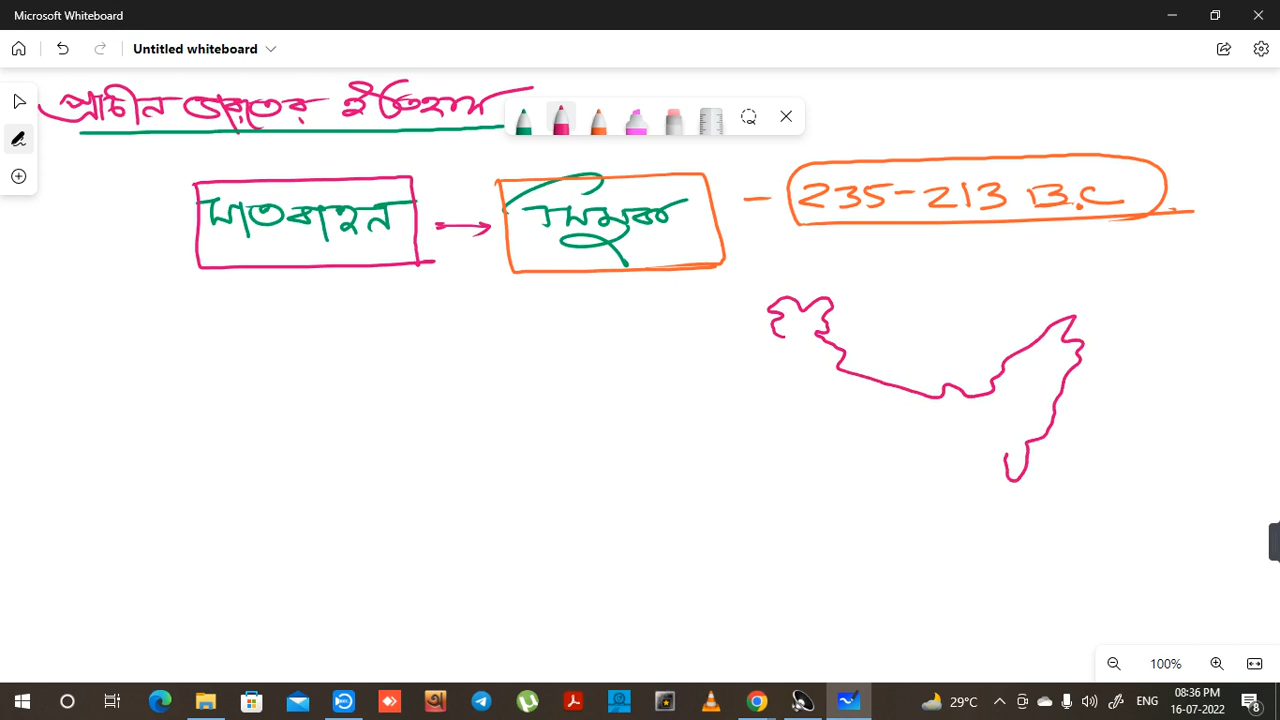 Microsoft Whiteboard
Untitled whiteboard
প্রাচীন ভারতের ইতিহাস
সাতবাহন → সিমুক — 235-213 B.C.
100%
29°C
ENG
08:36 PM
16-07-2022
8